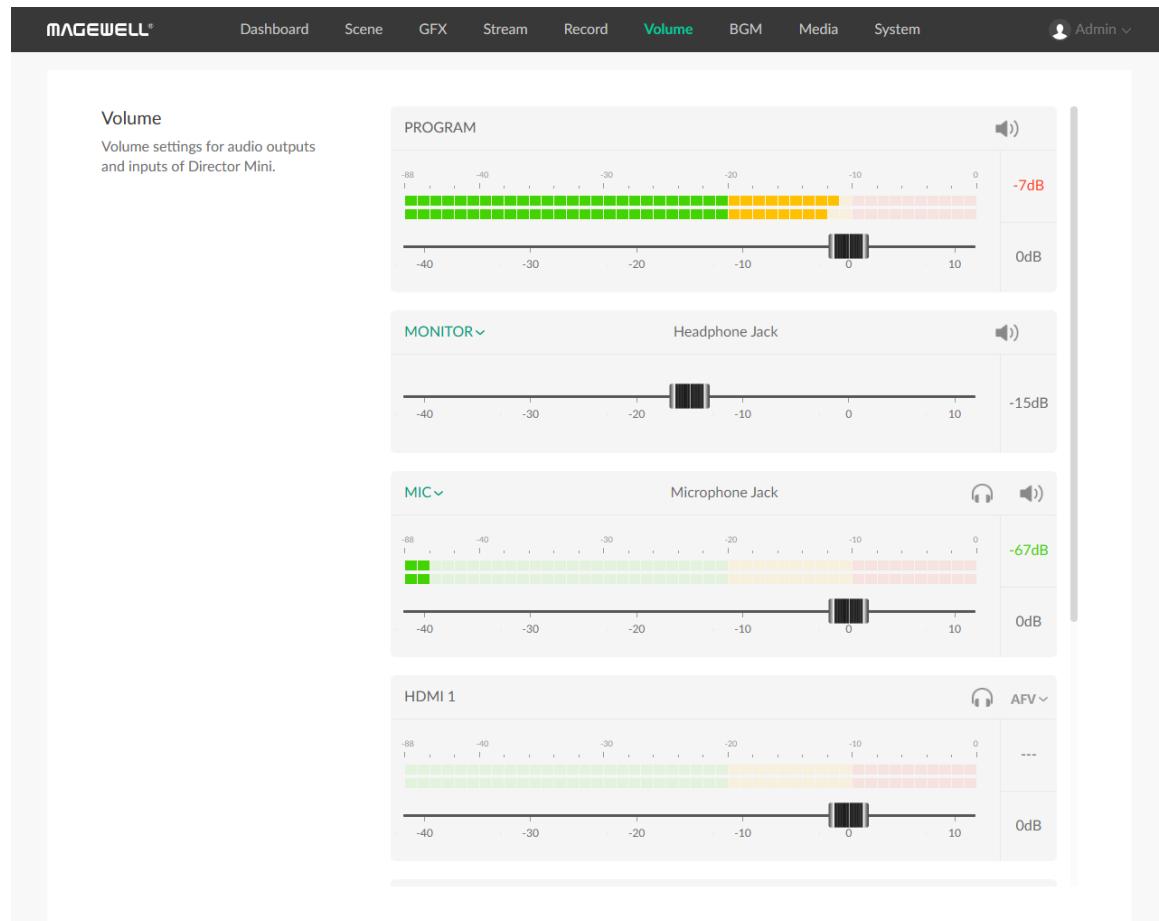 MAGEWELL® Dashboard Scene GFX Stream Record Volume BGM Media System Admin
Volume
Volume settings for audio outputs
and inputs of Director Mini.
PROGRAM
-88 -40 -30 -20 -10 0
-7dB
-40 -30 -20 -10 0 10
0dB
MONITOR Headphone Jack
-40 -30 -20 -10 0 10
-15dB
MIC Microphone Jack
-88 -40 -30 -20 -10 0
-67dB
-40 -30 -20 -10 0 10
0dB
HDMI 1 AFV
-88 -40 -30 -20 -10 0
---
-40 -30 -20 -10 0 10
0dB